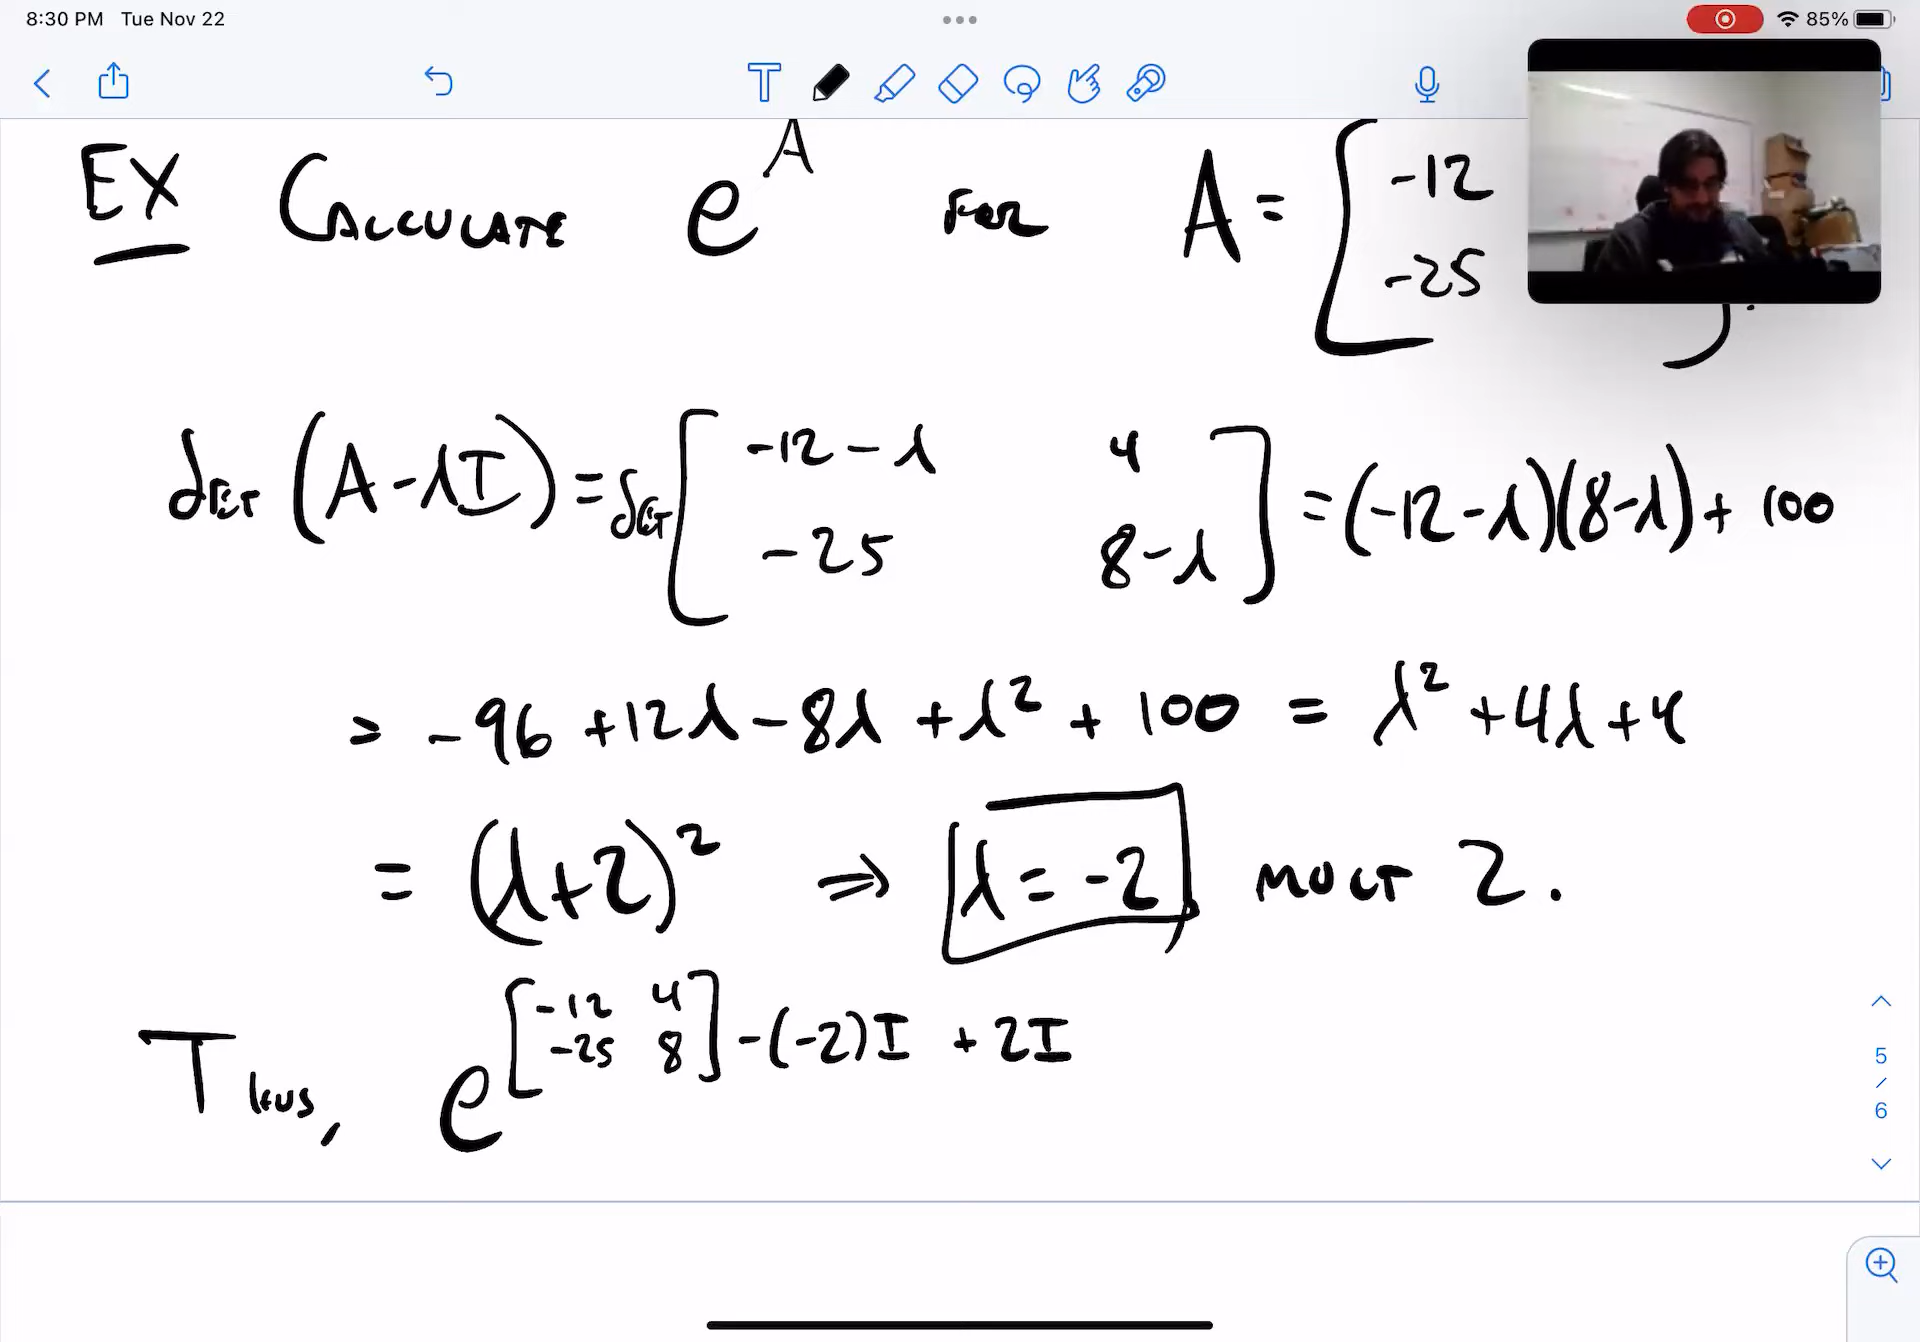 8:30 PM Tue Nov 22 85%
EX CALCULATE e^A FOR A = [-12
-25
DET (A-λI) = DET [-12-λ 4
-25 8-λ] = (-12-λ)(8-λ) + 100
= -96 +12λ -8λ +λ² + 100 = λ² +4λ+4
= (λ+2)² ⇒ λ = -2, MULT 2.
THUS, e^[-12 4
-25 8] -(-2)I + 2I
5
/
6